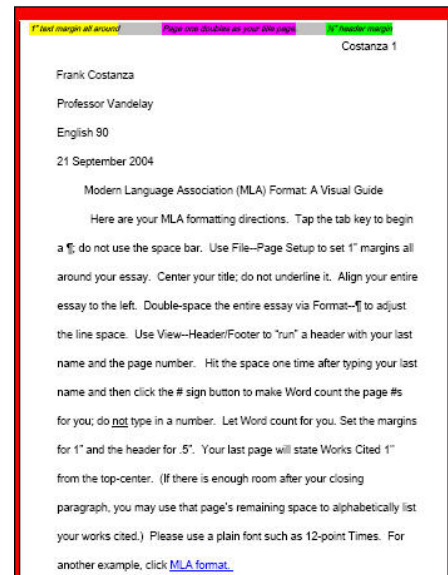 1" text margin all around Page one doubles as your title page. ½" header margin
Costanza 1
Frank Costanza
Professor Vandelay
English 90
21 September 2004
Modern Language Association (MLA) Format: A Visual Guide
Here are your MLA formatting directions. Tap the tab key to begin
a ¶; do not use the space bar. Use File--Page Setup to set 1" margins all
around your essay. Center your title; do not underline it. Align your entire
essay to the left. Double-space the entire essay via Format--¶ to adjust
the line space. Use View--Header/Footer to "run" a header with your last
name and the page number. Hit the space one time after typing your last
name and then click the # sign button to make Word count the page #s
for you; do not type in a number. Let Word count for you. Set the margins
for 1" and the header for .5". Your last page will state Works Cited 1"
from the top-center. (If there is enough room after your closing
paragraph, you may use that page's remaining space to alphabetically list
your works cited.) Please use a plain font such as 12-point Times. For
another example, click MLA format.